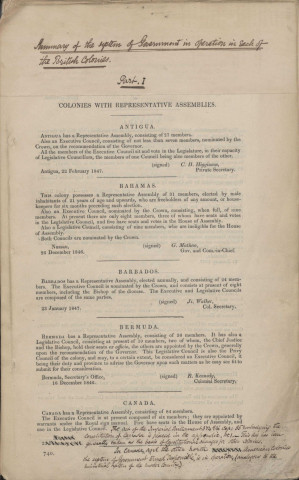 Summary of the system of Government in operation in each of
the British Colonies.
Part I
COLONIES WITH REPRESENTATIVE ASSEMBLIES.
ANTIGUA.
ANTIGUA has a Representative Assembly, consisting of 27 members.
Also an Executive Council, consisting of not less than seven members, nominated by the
Crown, on the recommendation of the Governor.
All the members of the Executive Council sit and vote in the Legislature, in their capacity
of Legislative Councillors, the members of one Council being also members of the other.
(signed) C. H.
Antigua, 22 February 1847. Private Secretary.
BAHAMAS.
THIS colony possesses a Representative Assembly of 31 members, elected by male
inhabitants of 21 years of age and upwards, who are freeholders of any amount, or house-
keepers for six months preceding such election.
Also an Executive Council, nominated by the Crown, consisting, when full, of nine
members. At present there are only eight members, three of whom have seats and votes
in the Legislative Council, and five have seats and votes in the House of Assembly.
Also a Legislative Council, consisting of nine members, who are ineligible for the House
of Assembly.
Both Councils are nominated by the Crown.
Nassau, (signed) G. Mathew,
December 1846. Gov. and Com.-in-Chief
BARBADOS.
BARBADOS has a Representative Assembly, elected annually, and consisting of 24 mem-
bers. The Executive Council is nominated by the Crown, and consists at present of eight
members, including the Bishop of the diocese. The Executive and Legislative Councils
are composed of the same parties.
(signed) Js. Walker,
22 January 1847. Col. Secretary.
BERMUDA.
BERMUDA has a Representative Assembly, consisting of 36 members. It has also a
Legislative Council, consisting at present of 10 members, two of whom, the Chief Justice
and the Bishop, hold their seats ex officio, the others are appointed by the Crown, generally
upon the recommendation of the Governor. This Legislative Council is also the Privy
Council of the colony, and may, to a certain extent, be considered as Executive Council, it
being their duty and province to advise the Governor upon such matters as he may see fit to
submit for their consideration.
Bermuda, Secretary's Office, (signed) R. Kennedy,
16 December 1846. Colonial Secretary.
CANADA.
CANADA has a Representative Assembly, consisting of 84 members.
The Executive Council is at present composed of six members; they are appointed by
warrant under the Royal sign manual. Five have seats in the House of Assembly, and
one in the Legislative Council.
740.